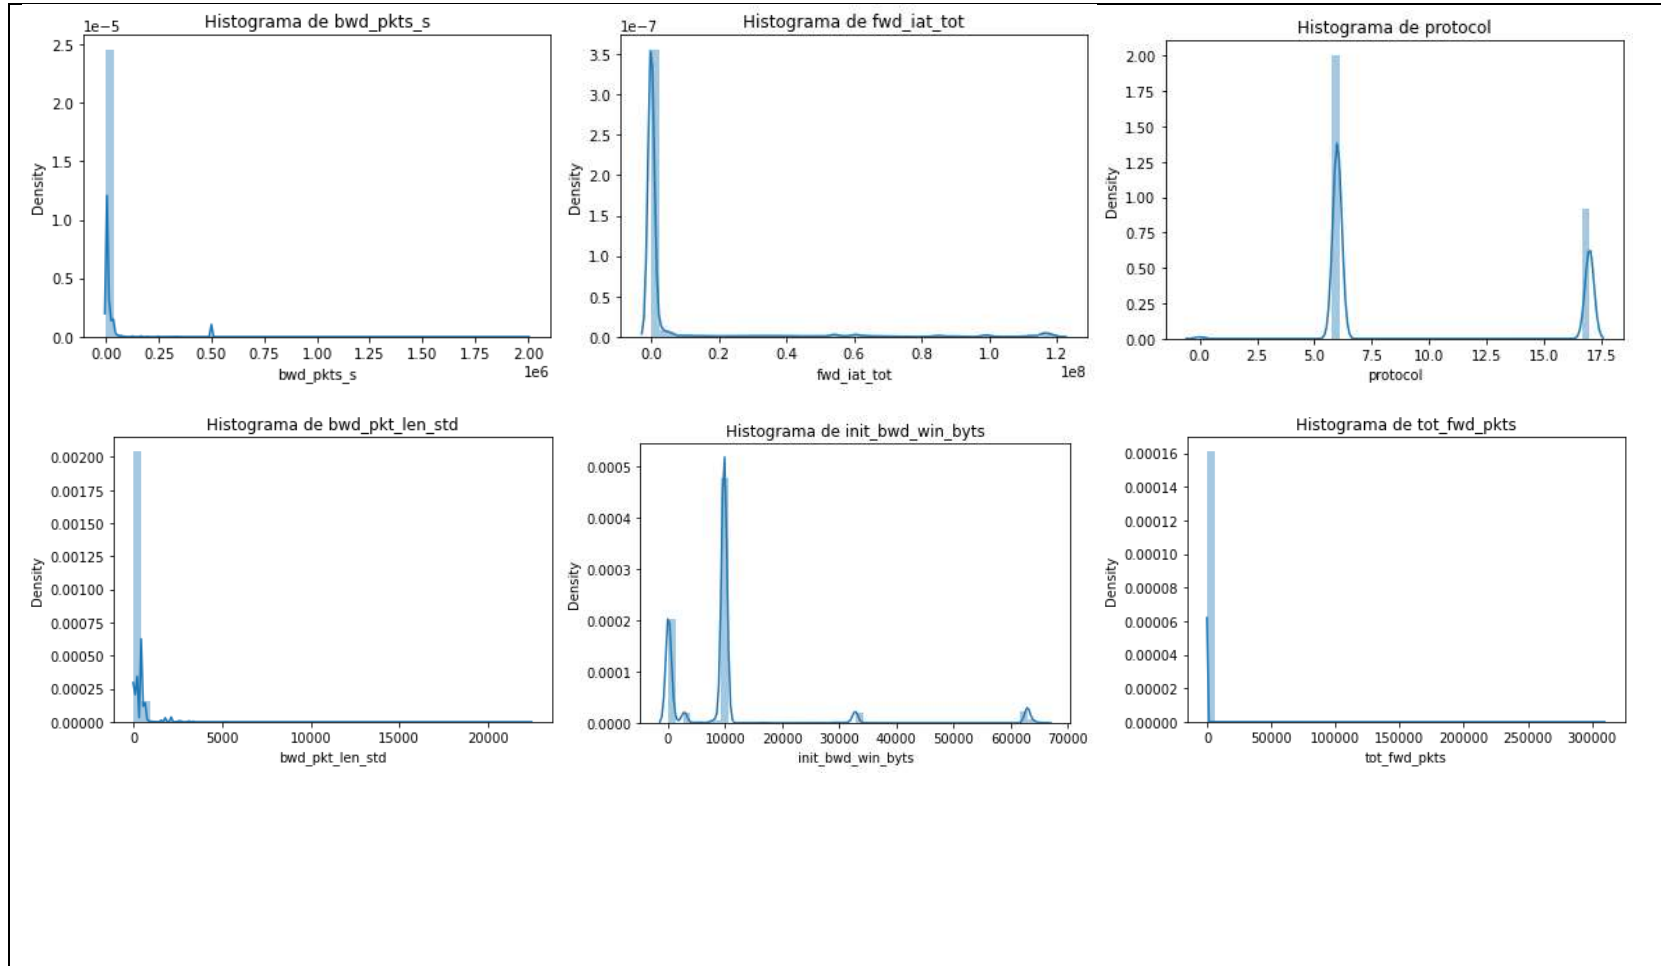 Histograma de bwd_pkts_s
1e−5
2.5
2.0
1.5
1.0
0.5
0.0
Density
0.00 0.25 0.50 0.75 1.00 1.25 1.50 1.75 2.00
bwd_pkts_s
1e6
Histograma de fwd_iat_tot
1e−7
3.5
3.0
2.5
2.0
1.5
1.0
0.5
0.0
Density
0.0 0.2 0.4 0.6 0.8 1.0 1.2
fwd_iat_tot
1e8
Histograma de protocol
2.00
1.75
1.50
1.25
1.00
0.75
0.50
0.25
0.00
Density
0.0 2.5 5.0 7.5 10.0 12.5 15.0 17.5
protocol
Histograma de bwd_pkt_len_std
0.00200
0.00175
0.00150
0.00125
0.00100
0.00075
0.00050
0.00025
0.00000
Density
0 5000 10000 15000 20000
bwd_pkt_len_std
Histograma de init_bwd_win_byts
0.0005
0.0004
0.0003
0.0002
0.0001
0.0000
Density
0 10000 20000 30000 40000 50000 60000 70000
init_bwd_win_byts
Histograma de tot_fwd_pkts
0.00016
0.00014
0.00012
0.00010
0.00008
0.00006
0.00004
0.00002
0.00000
Density
0 50000 100000 150000 200000 250000 300000
tot_fwd_pkts